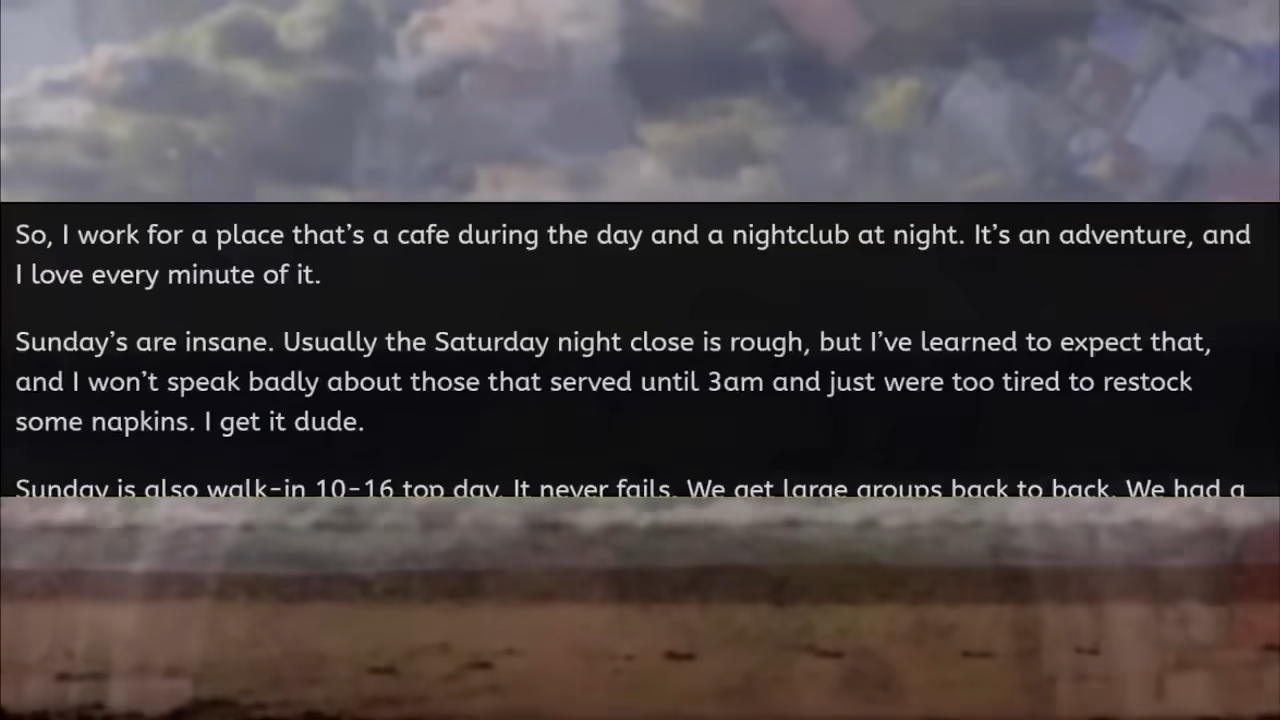 So, I work for a place that’s a cafe during the day and a nightclub at night. It’s an adventure, and
I love every minute of it.
Sunday’s are insane. Usually the Saturday night close is rough, but I’ve learned to expect that,
and I won’t speak badly about those that served until 3am and just were too tired to restock
some napkins. I get it dude.
Sunday is also walk-in 10-16 top day. It never fails. We get large groups back to back. We had a